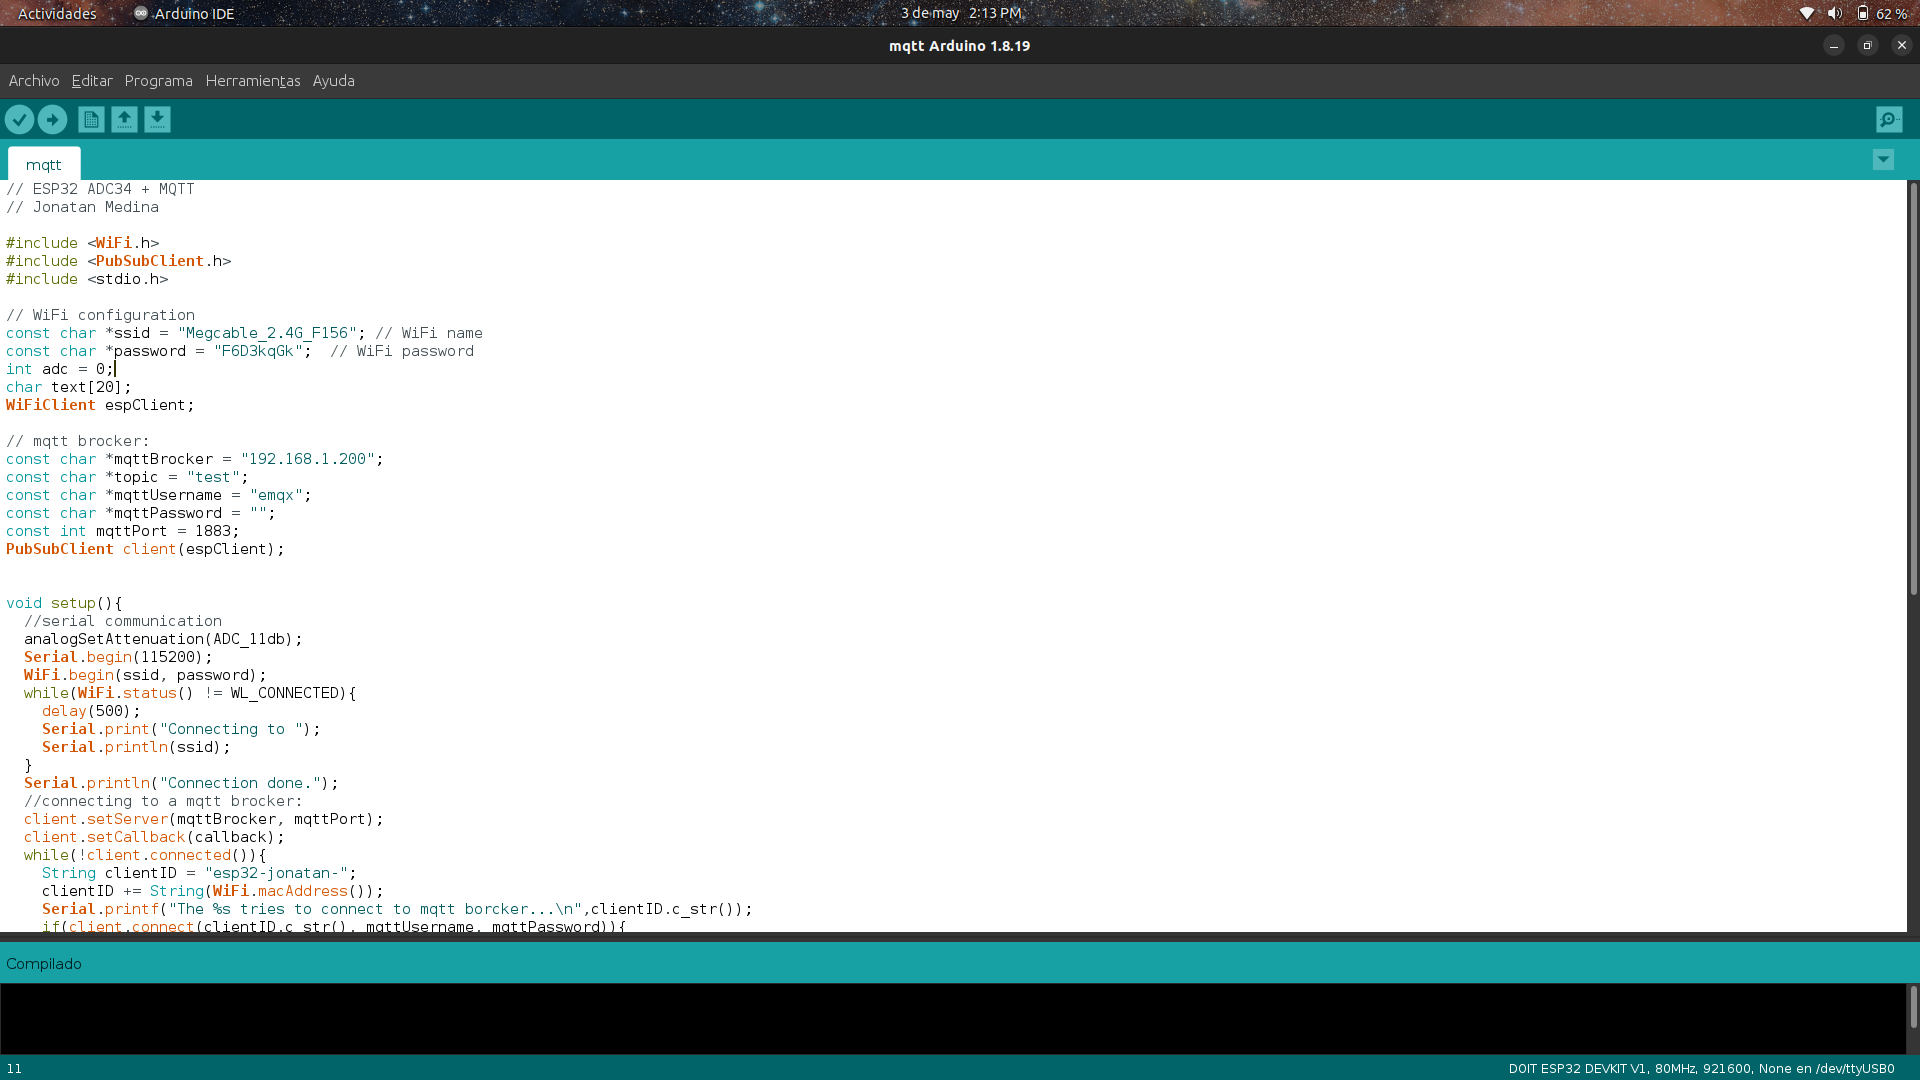 Actividades Arduino IDE 3 de may 2:13 PM 62 %
mqtt Arduino 1.8.19
Archivo Editar Programa Herramientas Ayuda
mqtt
// ESP32 ADC34 + MQTT
// Jonatan Medina
#include <WiFi.h>
#include <PubSubClient.h>
#include <stdio.h>
// WiFi configuration
const char *ssid = "Megcable_2.4G_F156"; // WiFi name
const char *password = "F6D3kqGk";  // WiFi password
int adc = 0;
char text[20];
WiFiClient espClient;
// mqtt brocker:
const char *mqttBrocker = "192.168.1.200";
const char *topic = "test";
const char *mqttUsername = "emqx";
const char *mqttPassword = "";
const int mqttPort = 1883;
PubSubClient client(espClient);
void setup(){
  //serial communication
  analogSetAttenuation(ADC_11db);
  Serial.begin(115200);
  WiFi.begin(ssid, password);
  while(WiFi.status() != WL_CONNECTED){
    delay(500);
    Serial.print("Connecting to ");
    Serial.println(ssid);
  }
  Serial.println("Connection done.");
  //connecting to a mqtt brocker:
  client.setServer(mqttBrocker, mqttPort);
  client.setCallback(callback);
  while(!client.connected()){
    String clientID = "esp32-jonatan-";
    clientID += String(WiFi.macAddress());
    Serial.printf("The %s tries to connect to mqtt borcker...\n",clientID.c_str());
    if(client.connect(clientID.c_str(), mqttUsername, mqttPassword)){
Compilado
11 DOIT ESP32 DEVKIT V1, 80MHz, 921600, None en /dev/ttyUSB0